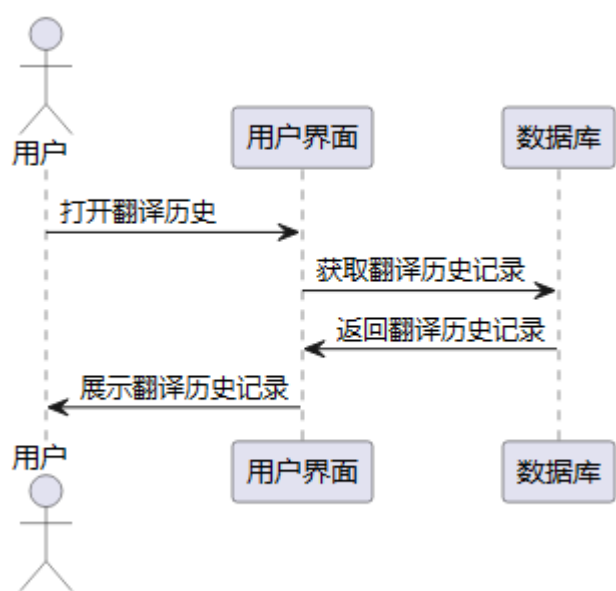 用户
用户界面
数据库
打开翻译历史
获取翻译历史记录
返回翻译历史记录
展示翻译历史记录
用户
用户界面
数据库